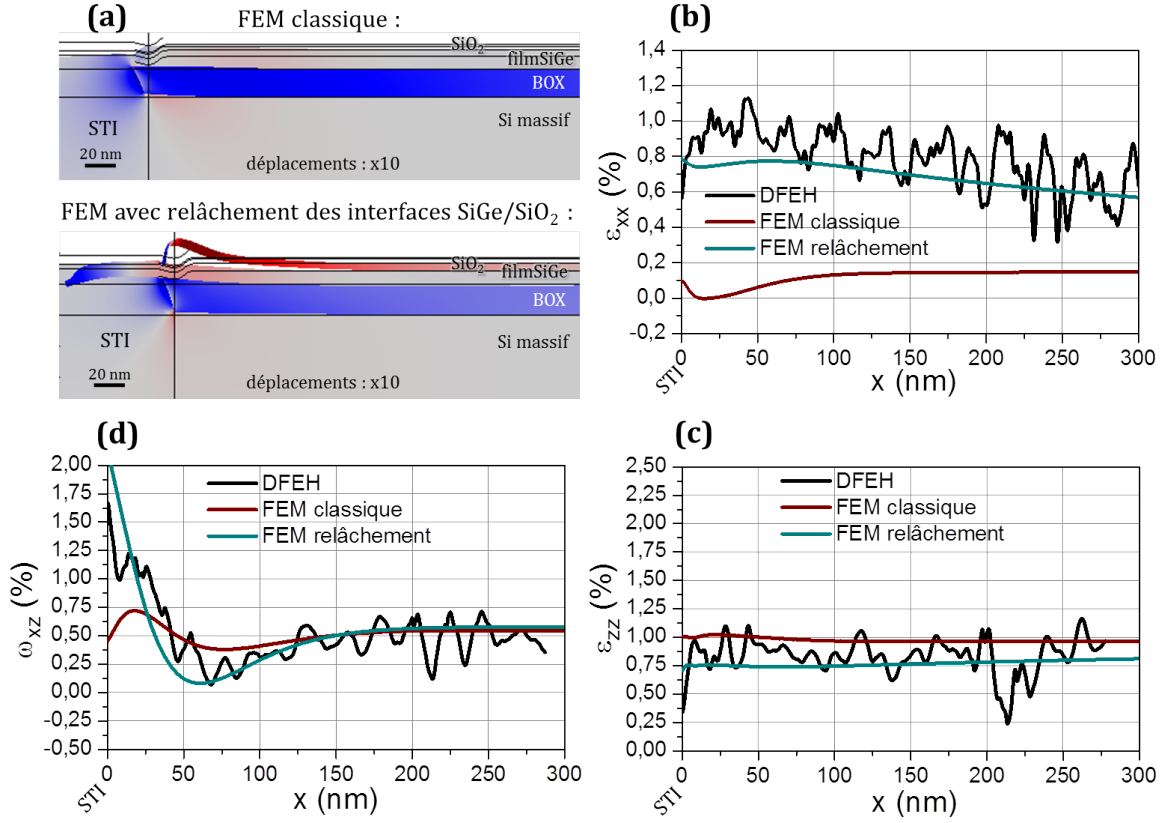 (a)
FEM classique :
SiO2
filmSiGe
BOX
STI
Si massif
20 nm
déplacements : x10
FEM avec relâchement des interfaces SiGe/SiO2 :
SiO2
filmSiGe
BOX
STI
Si massif
20 nm
déplacements : x10
(b)
1,4
1,2
1,0
0,8
0,6
0,4
0,2
0,0
-0,2
εxx (%)
DFEH
FEM classique
FEM relâchement
0 50 100 150 200 250 300
STI
x (nm)
(d)
2,00
1,75
1,50
1,25
1,00
0,75
0,50
0,25
0,00
-0,25
-0,50
ωxz (%)
DFEH
FEM classique
FEM relâchement
0 50 100 150 200 250 300
STI
x (nm)
(c)
2,50
2,25
2,00
1,75
1,50
1,25
1,00
0,75
0,50
0,25
0,00
εzz (%)
DFEH
FEM classique
FEM relâchement
0 50 100 150 200 250 300
STI
x (nm)